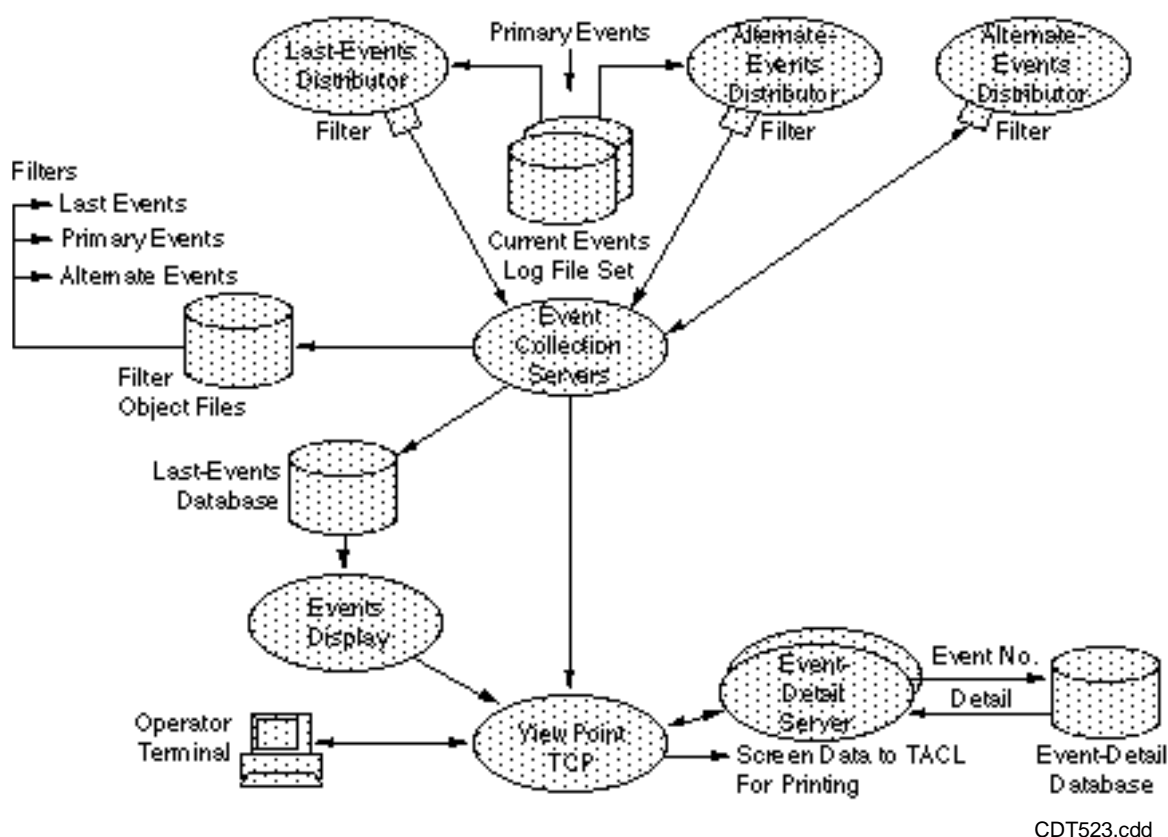 Primary Events
Last-Events
Distributor
Alternate-
Events
Distributor
Alternate-
Events
Distributor
Filter
Filter
Filter
Filters
Last Events
Primary Events
Alternate Events
Current Events
Log File Set
Event
Collection
Servers
Filter
Object Files
Last-Events
Database
Events
Display
Event-
Detail
Server
Event No.
Detail
Operator
Terminal
View Point
TCP
Screen Data to TACL
For Printing
Event-Detail
Database
CDT523.cdd